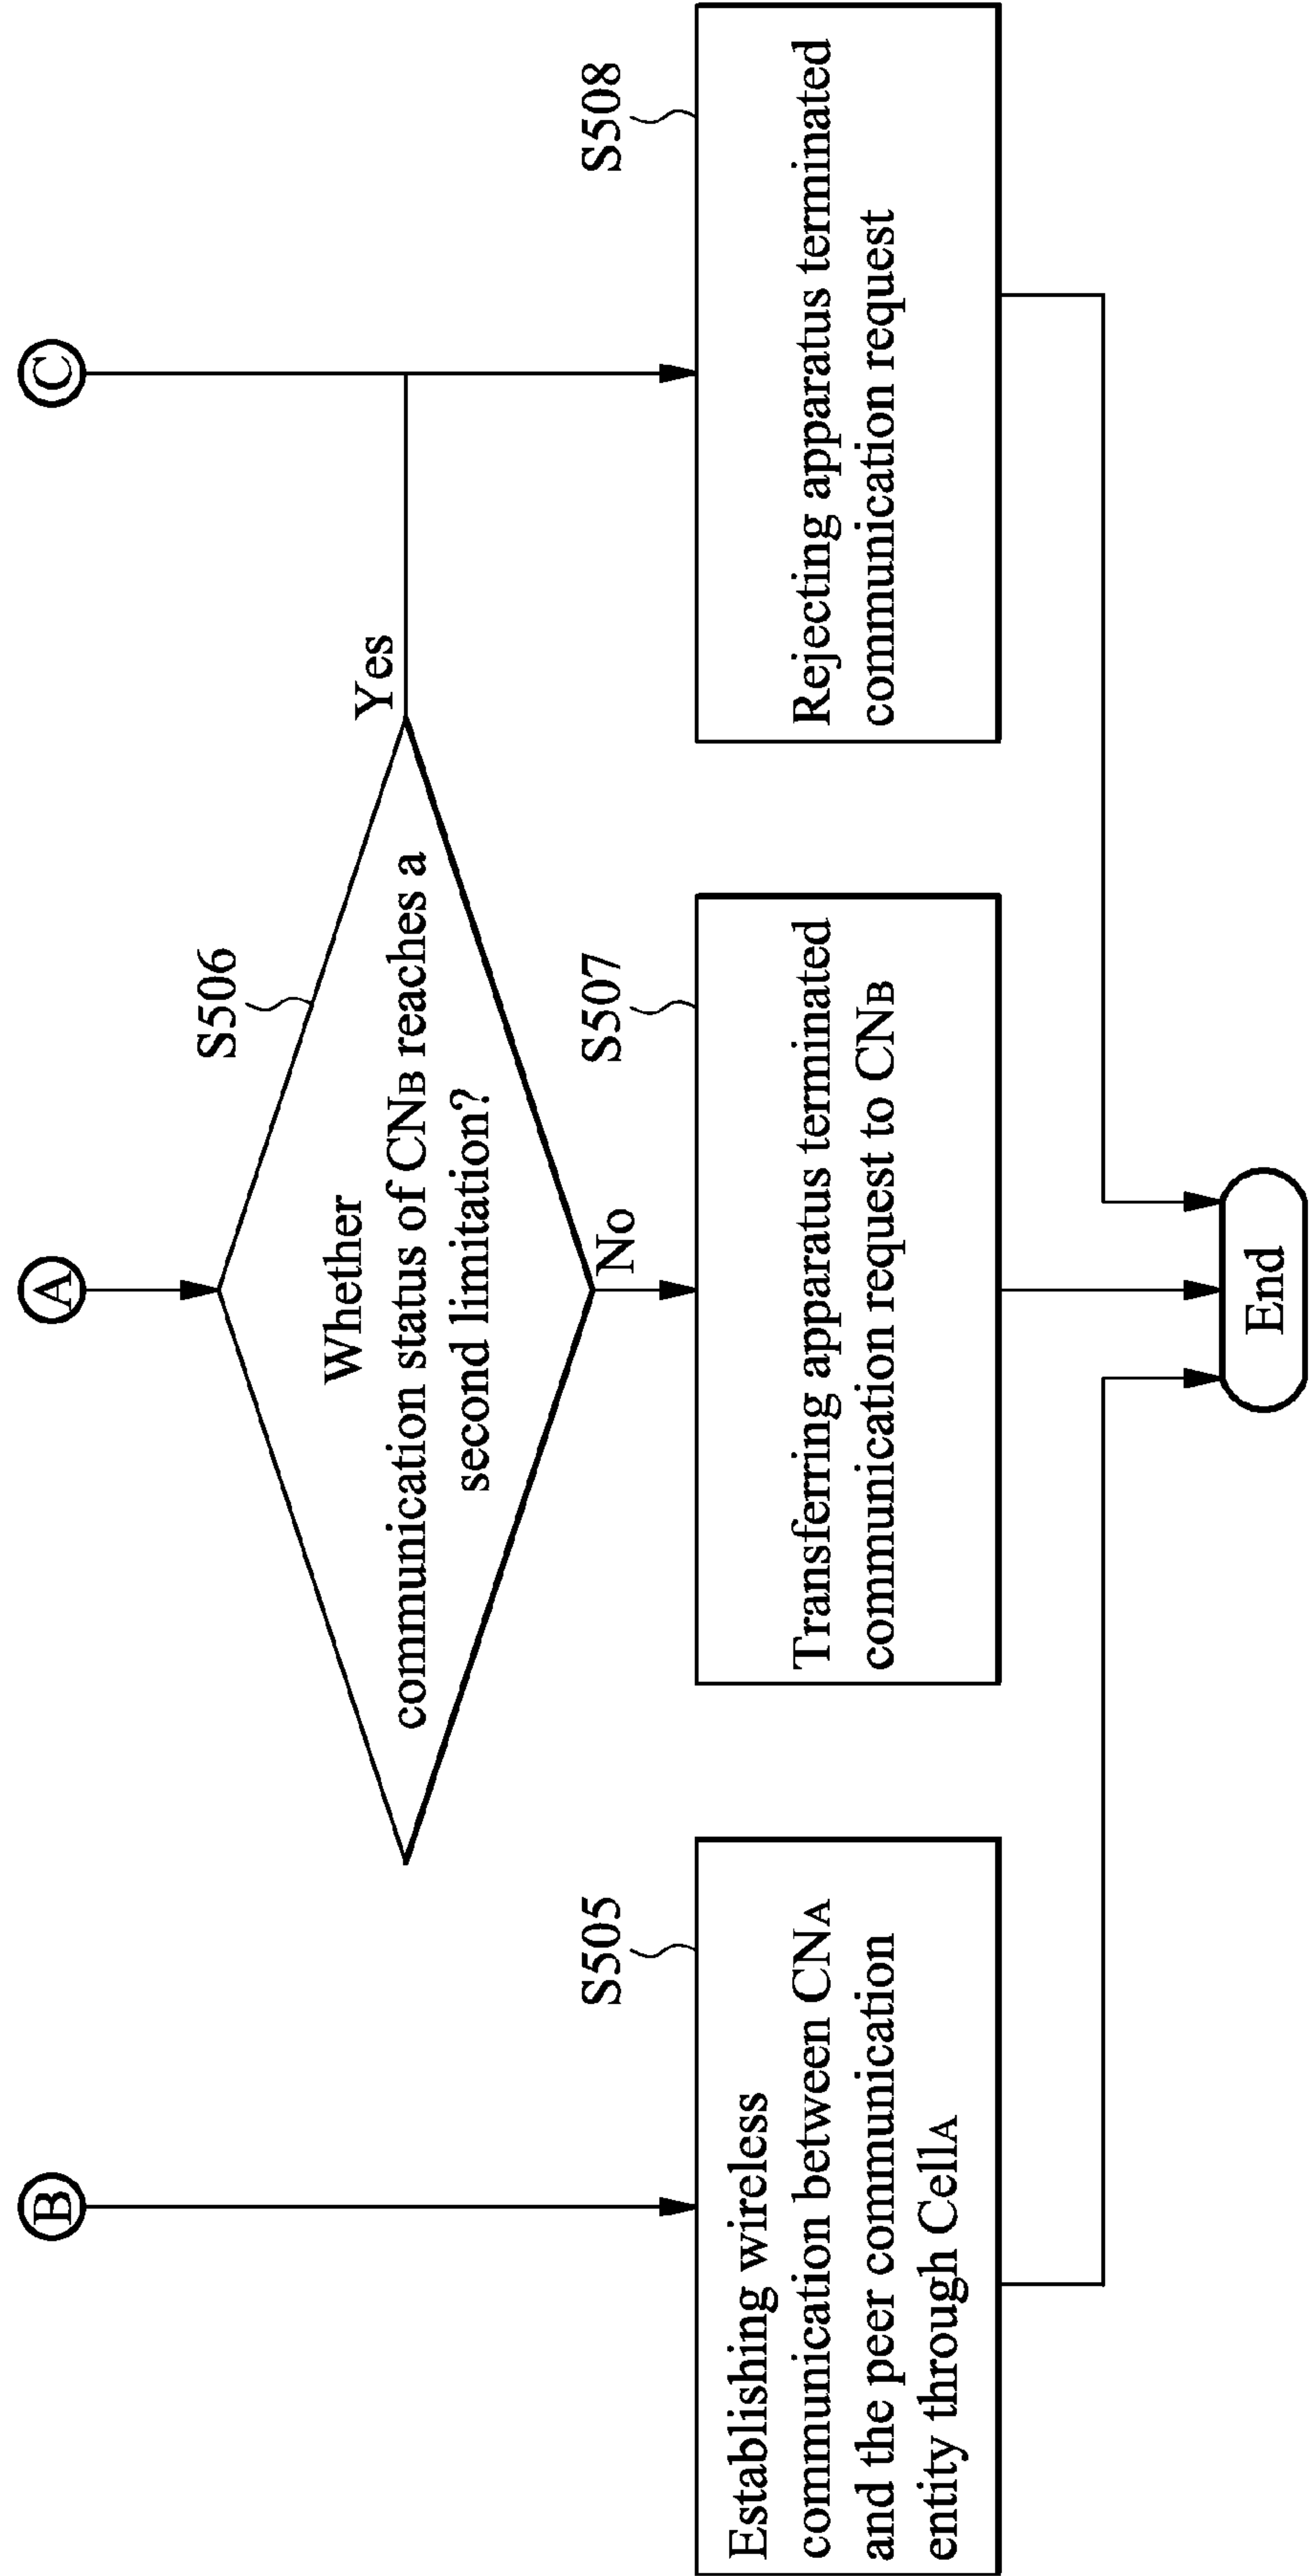 B
A
C
S506
Whether
communication status of CNB reaches a
second limitation?
Yes
No
S505
Establishing wireless
communication between CNA
and the peer communication
entity through CellA
S507
Transferring apparatus terminated
communication request to CNB
S508
Rejecting apparatus terminated
communication request
End